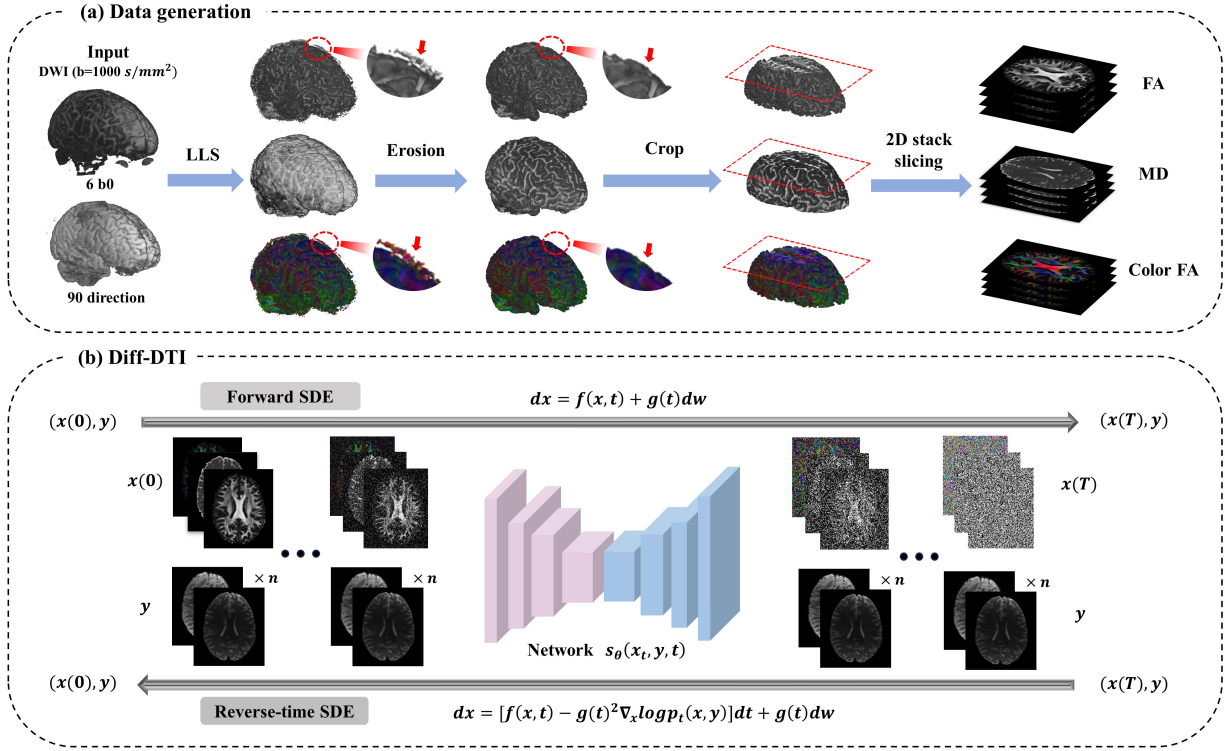 (a) Data generation
Input
DWI (b=1000 s/mm²)
6 b0
90 direction
LLS
Erosion
Crop
2D stack
slicing
FA
MD
Color FA
(b) Diff-DTI
Forward SDE
dx = f(x,t) + g(t)dw
(x(0), y)
(x(T), y)
x(0)
x(T)
× n
× n
× n
× n
y
y
Network s_θ(x_t, y, t)
(x(0), y)
(x(T), y)
Reverse-time SDE
dx = [f(x,t) − g(t)²∇ₓlogp_t(x,y)]dt + g(t)dw